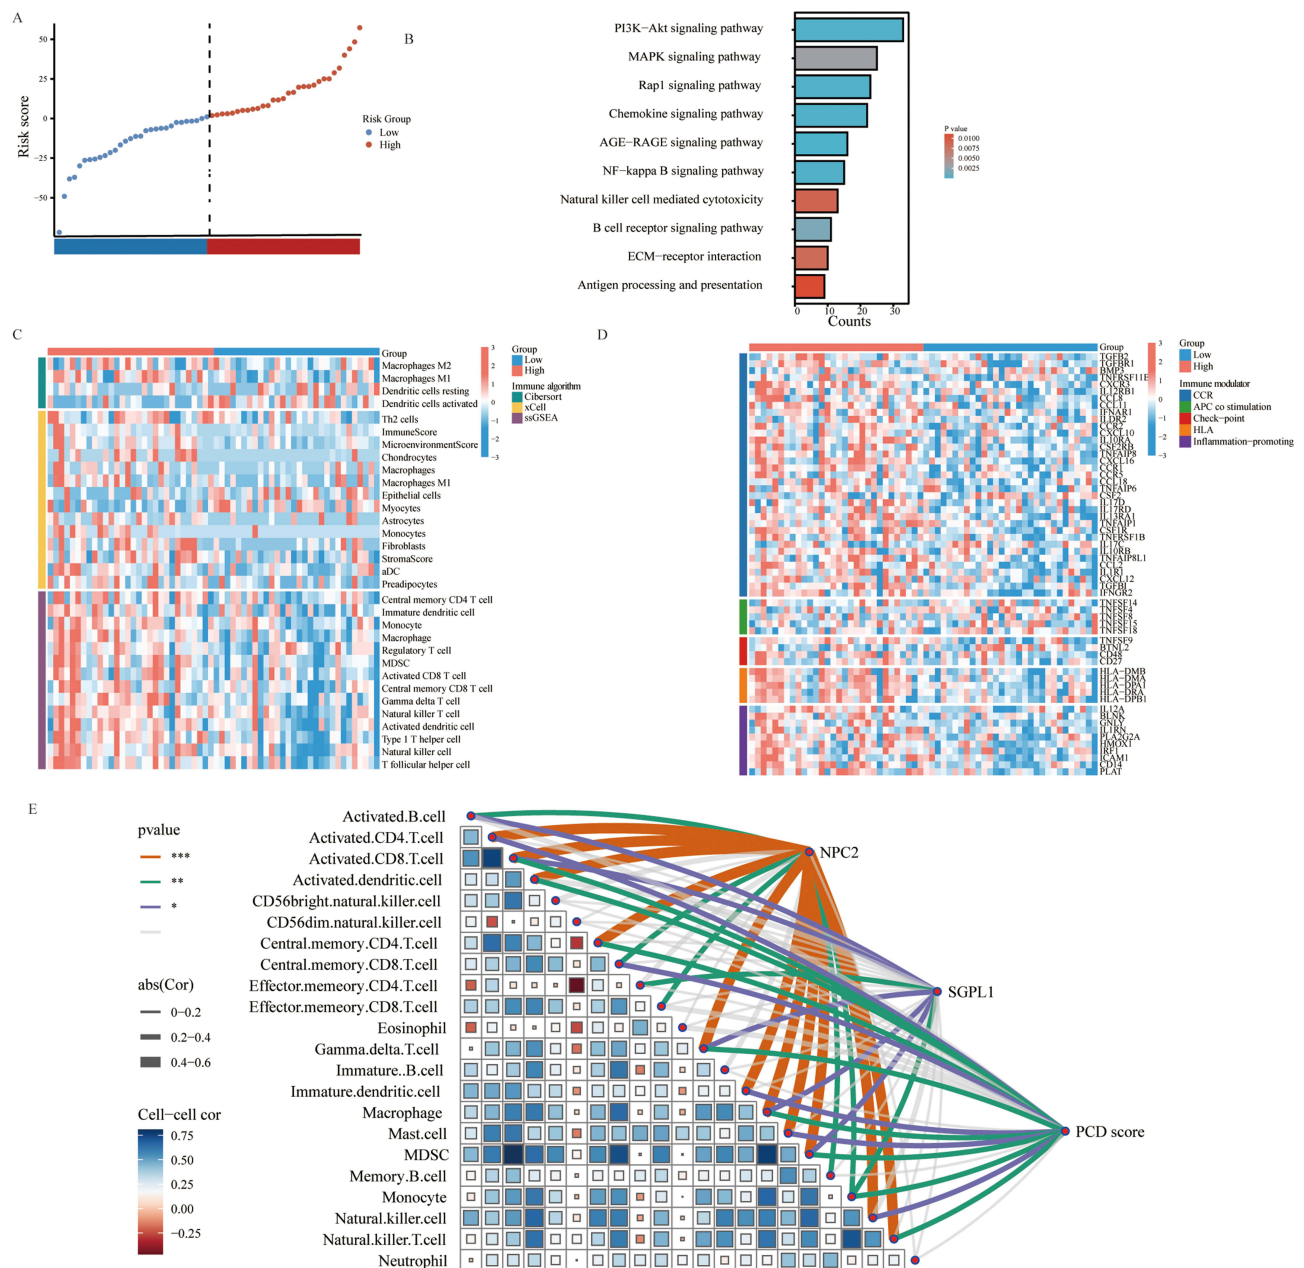 A
50
25
0
−25
−50
Risk score
Risk Group
Low
High
B
PI3K−Akt signaling pathway
MAPK signaling pathway
Rap1 signaling pathway
Chemokine signaling pathway
AGE−RAGE signaling pathway
NF−kappa B signaling pathway
Natural killer cell mediated cytotoxicity
B cell receptor signaling pathway
ECM−receptor interaction
Antigen processing and presentation
0 10 20 30
Counts
P value
0.0100
0.0075
0.0050
0.0025
C
Group
Macrophages M2
Macrophages M1
Dendritic cells resting
Dendritic cells activated
Th2 cells
ImmuneScore
MicroenvironmentScore
Chondrocytes
Macrophages
Macrophages M1
Epithelial cells
Myocytes
Astrocytes
Monocytes
Fibroblasts
StromaScore
aDC
Preadipocytes
Central memory CD4 T cell
Immature dendritic cell
Monocyte
Macrophage
Regulatory T cell
MDSC
Activated CD8 T cell
Central memory CD8 T cell
Gamma delta T cell
Natural killer T cell
Activated dendritic cell
Type 1 T helper cell
Natural killer cell
T follicular helper cell
3
2
1
0
−1
−2
−3
Group
Low
High
Immune algorithm
Cibersort
xCell
ssGSEA
D
Group
TGFB2
TGFBR1
BMP3
TNFRSF11B
CXCR3
IL12RB1
CCL8
CCL11
IFNAR1
IL1DR2
CCR2
CXCL10
IL10RA
CSF2RB
TNFAIP8
CXCL16
CCR1
CCR5
CCL18
TNFAIP6
CSF2
IL17D
IL17RD
IL13RA1
TNFAIP1
CSF1R
TNFRSF1B
IL17C
IL10RB
TNFAIP8L1
CCL2
IL1R1
CXCL12
TGFBI
IFNGR2
TNFSF14
TNFSF4
TNFSF8
TNFSF15
TNFSF18
TNFSF9
BTNL2
CD48
CD27
HLA−DMB
HLA−DMA
HLA−DPA1
HLA−DRA
HLA−DPB1
IL12A
BLNK
GNLY
IL1RN
PLA2G2A
HMOX1
IRF1
ICAM1
CD14
PLAT
3
2
1
0
−1
−2
−3
Group
Low
High
Immune modulator
CCR
APC co stimulation
Check−point
HLA
Inflammation−promoting
E
pvalue
***
**
*
abs(Cor)
0−0.2
0.2−0.4
0.4−0.6
Cell−cell cor
0.75
0.50
0.25
0.00
−0.25
Activated.B.cell
Activated.CD4.T.cell
Activated.CD8.T.cell
Activated.dendritic.cell
CD56bright.natural.killer.cell
CD56dim.natural.killer.cell
Central.memory.CD4.T.cell
Central.memory.CD8.T.cell
Effector.memeory.CD4.T.cell
Effector.memeory.CD8.T.cell
Eosinophil
Gamma.delta.T.cell
Immature..B.cell
Immature.dendritic.cell
Macrophage
Mast.cell
MDSC
Memory.B.cell
Monocyte
Natural.killer.cell
Natural.killer.T.cell
Neutrophil
NPC2
SGPL1
PCD score